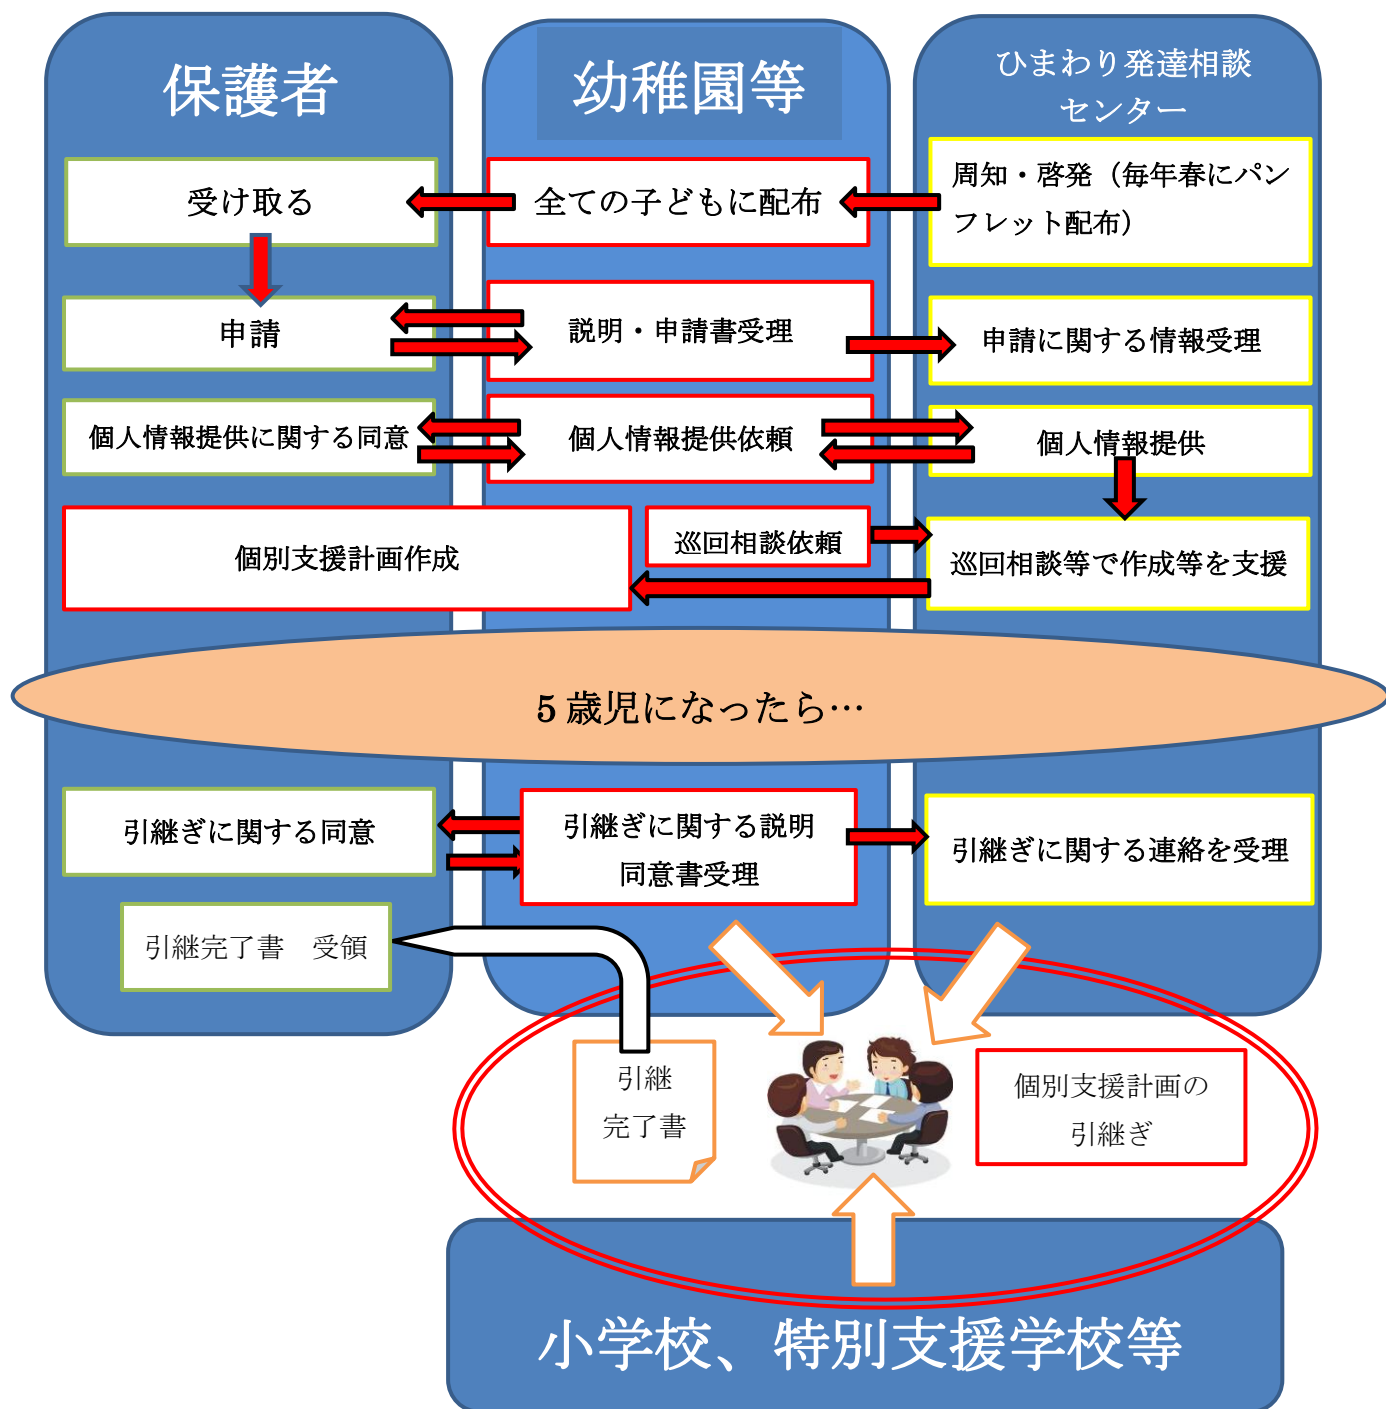 保護者
幼稚園等
ひまわり発達相談
センター
受け取る
全ての子どもに配布
周知・啓発（毎年春にパン
フレット配布）
申請
説明・申請書受理
申請に関する情報受理
個人情報提供に関する同意
個人情報提供依頼
個人情報提供
個別支援計画作成
巡回相談依頼
巡回相談等で作成等を支援
5 歳児になったら…
引継ぎに関する同意
引継ぎに関する説明
同意書受理
引継ぎに関する連絡を受理
引継完了書　受領
引継
完了書
個別支援計画の
引継ぎ
小学校、特別支援学校等